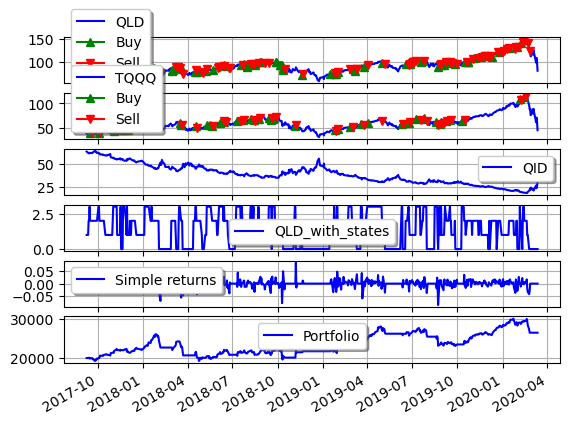 QLD
Buy
Sell
150
100
TQQQ
Buy
Sell
100
50
QID
50
25
QLD_with_states
2.5
0.0
Simple returns
0.05
0.00
−0.05
Portfolio
30000
20000
2017-10
2018-01
2018-04
2018-07
2018-10
2019-01
2019-04
2019-07
2019-10
2020-01
2020-04